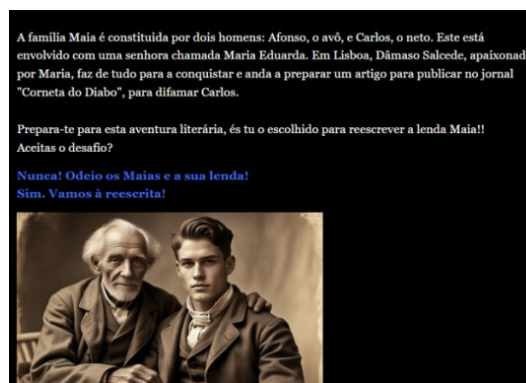 A familia Maia é constituida por dois homens: Afonso, o avô, e Carlos, o neto. Este está
envolvido com uma senhora chamada Maria Eduarda. Em Lisboa, Dâmaso Salcede, apaixonad
por Maria, faz de tudo para a conquistar e anda a preparar um artigo para publicar no jornal
"Corneta do Diabo", para difamar Carlos.
Prepara-te para esta aventura literária, és tu o escolhido para reescrever a lenda Maia!!
Aceitas o desafio?
Nunca! Odeio os Maias e a sua lenda!
Sim. Vamos à reescrita!